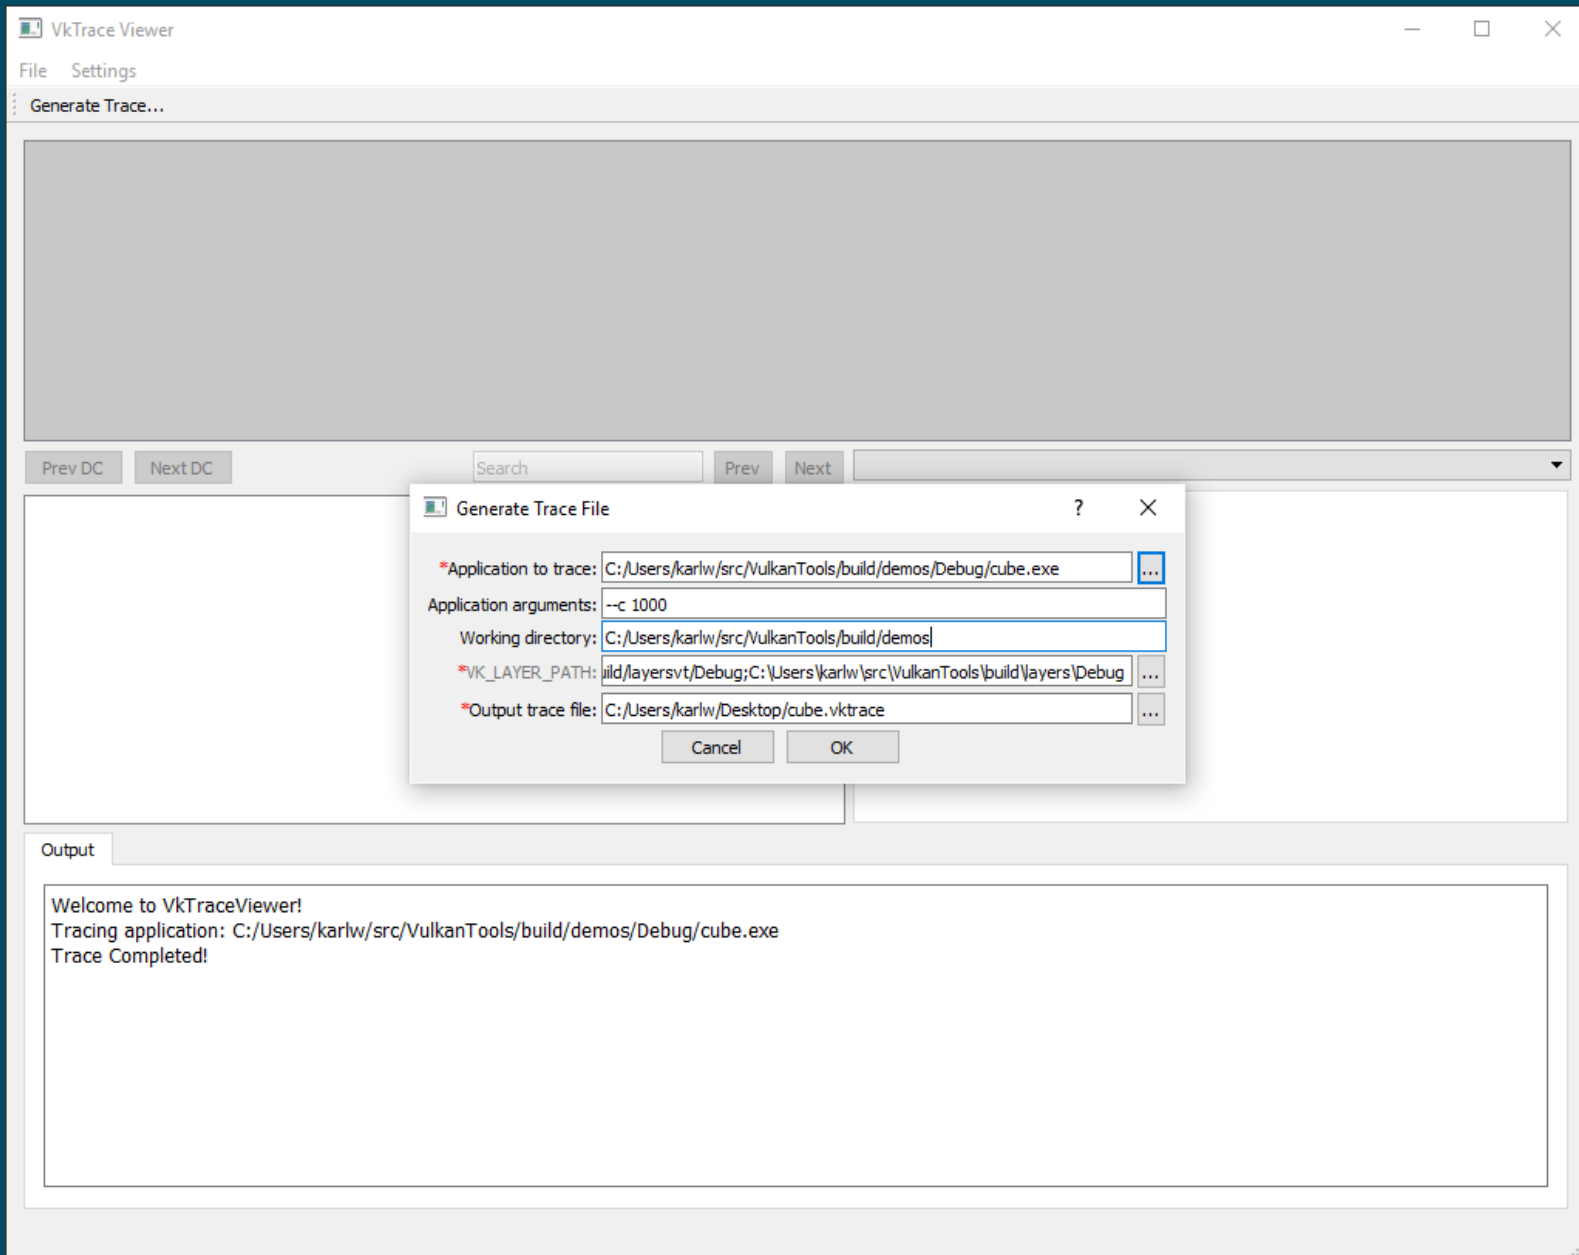 VkTrace Viewer
File Settings
Generate Trace...
Prev DC Next DC Search Prev Next
Generate Trace File ?
*Application to trace: C:/Users/karlw/src/VulkanTools/build/demos/Debug/cube.exe ...
Application arguments: --c 1000
Working directory: C:/Users/karlw/src/VulkanTools/build/demos
*VK_LAYER_PATH: uild/layersvt/Debug;C:\Users\karlw\src\VulkanTools\build\layers\Debug ...
*Output trace file: C:/Users/karlw/Desktop/cube.vktrace ...
Cancel OK
Output
Welcome to VkTraceViewer!
Tracing application: C:/Users/karlw/src/VulkanTools/build/demos/Debug/cube.exe
Trace Completed!